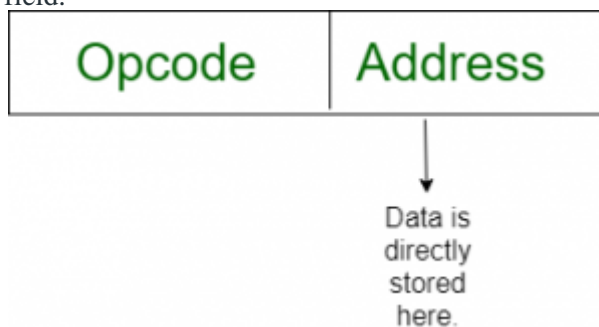 field.
Opcode Address
Data is
directly
stored
here.